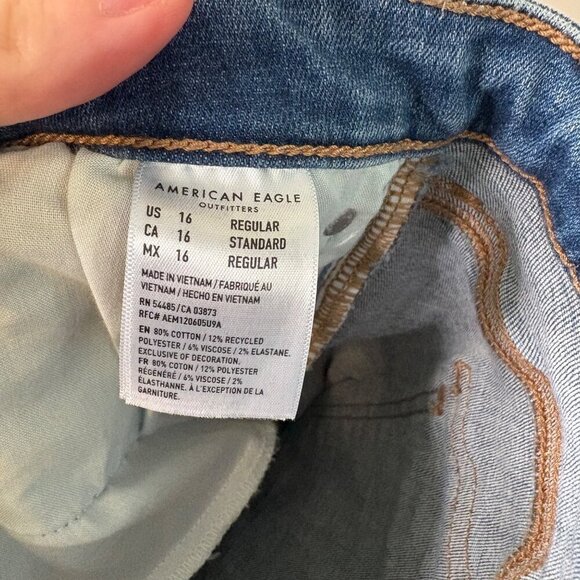 AMERICAN EAGLE
OUTFITTERS
US 16 REGULAR
CA 16 STANDARD
MX 16 REGULAR
MADE IN VIETNAM / FABRIQUÉ AU
VIETNAM / HECHO EN VIETNAM
RN 54485/CA 03873
RFC# AEM120605U9A
EN 80% COTTON / 12% RECYCLED
POLYESTER / 6% VISCOSE / 2% ELASTANE.
EXCLUSIVE OF DECORATION.
FR 80% COTON / 12% POLYESTER
RÉGÉNÉRÉ / 6% VISCOSE / 2%
ÉLASTHANNE. À L'EXCEPTION DE LA
GARNITURE.